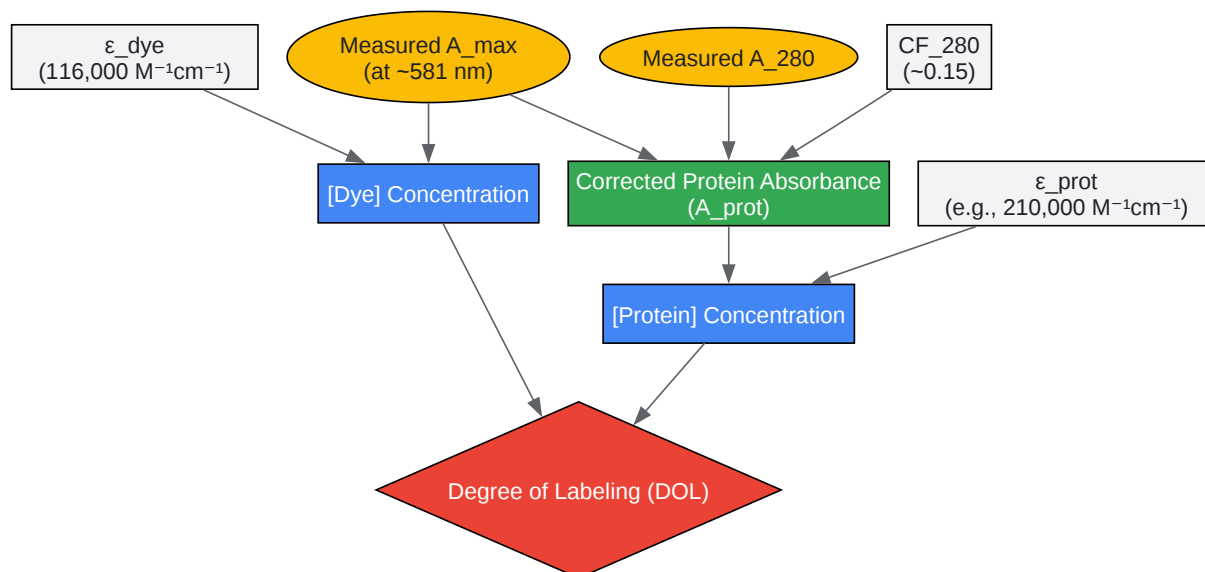 ε_dye
(116,000 M⁻¹cm⁻¹)
Measured A_max
(at ~581 nm)
Measured A_280
CF_280
(~0.15)
[Dye] Concentration
Corrected Protein Absorbance
(A_prot)
ε_prot
(e.g., 210,000 M⁻¹cm⁻¹)
[Protein] Concentration
Degree of Labeling (DOL)